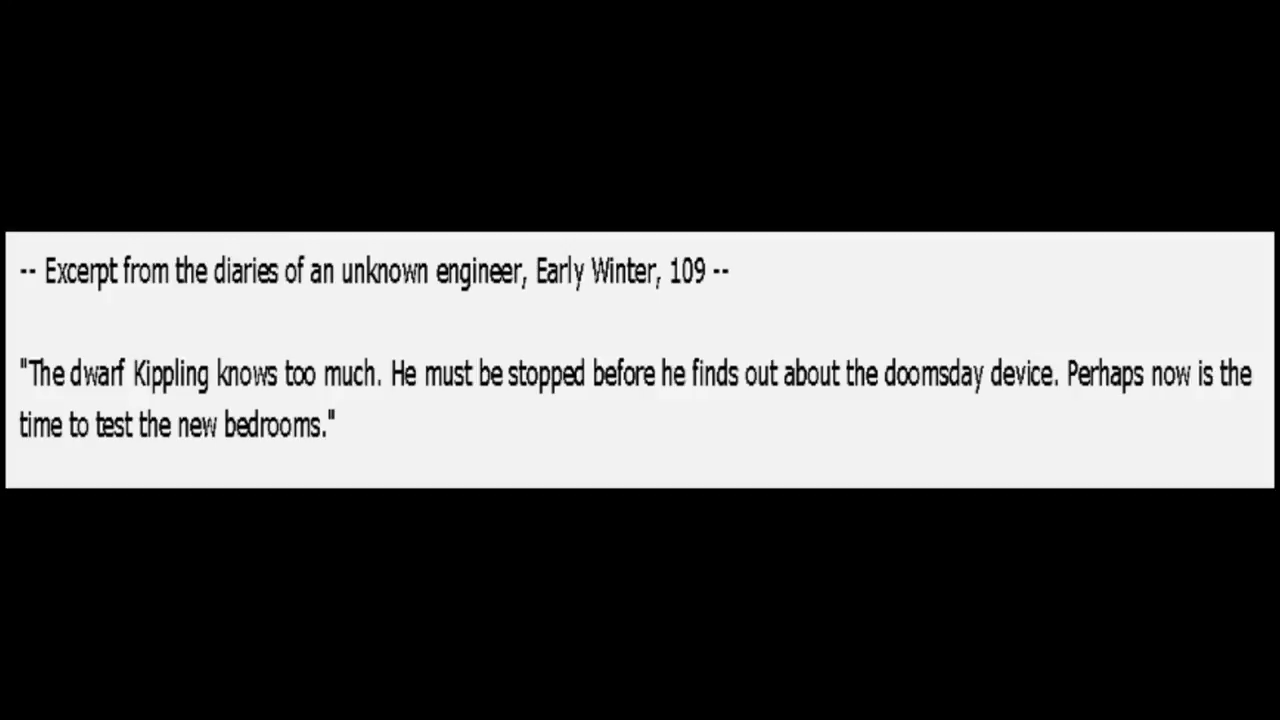 -- Excerpt from the diaries of an unknown engineer, Early Winter, 109 --
"The dwarf Kippling knows too much. He must be stopped before he finds out about the doomsday device. Perhaps now is the
time to test the new bedrooms."